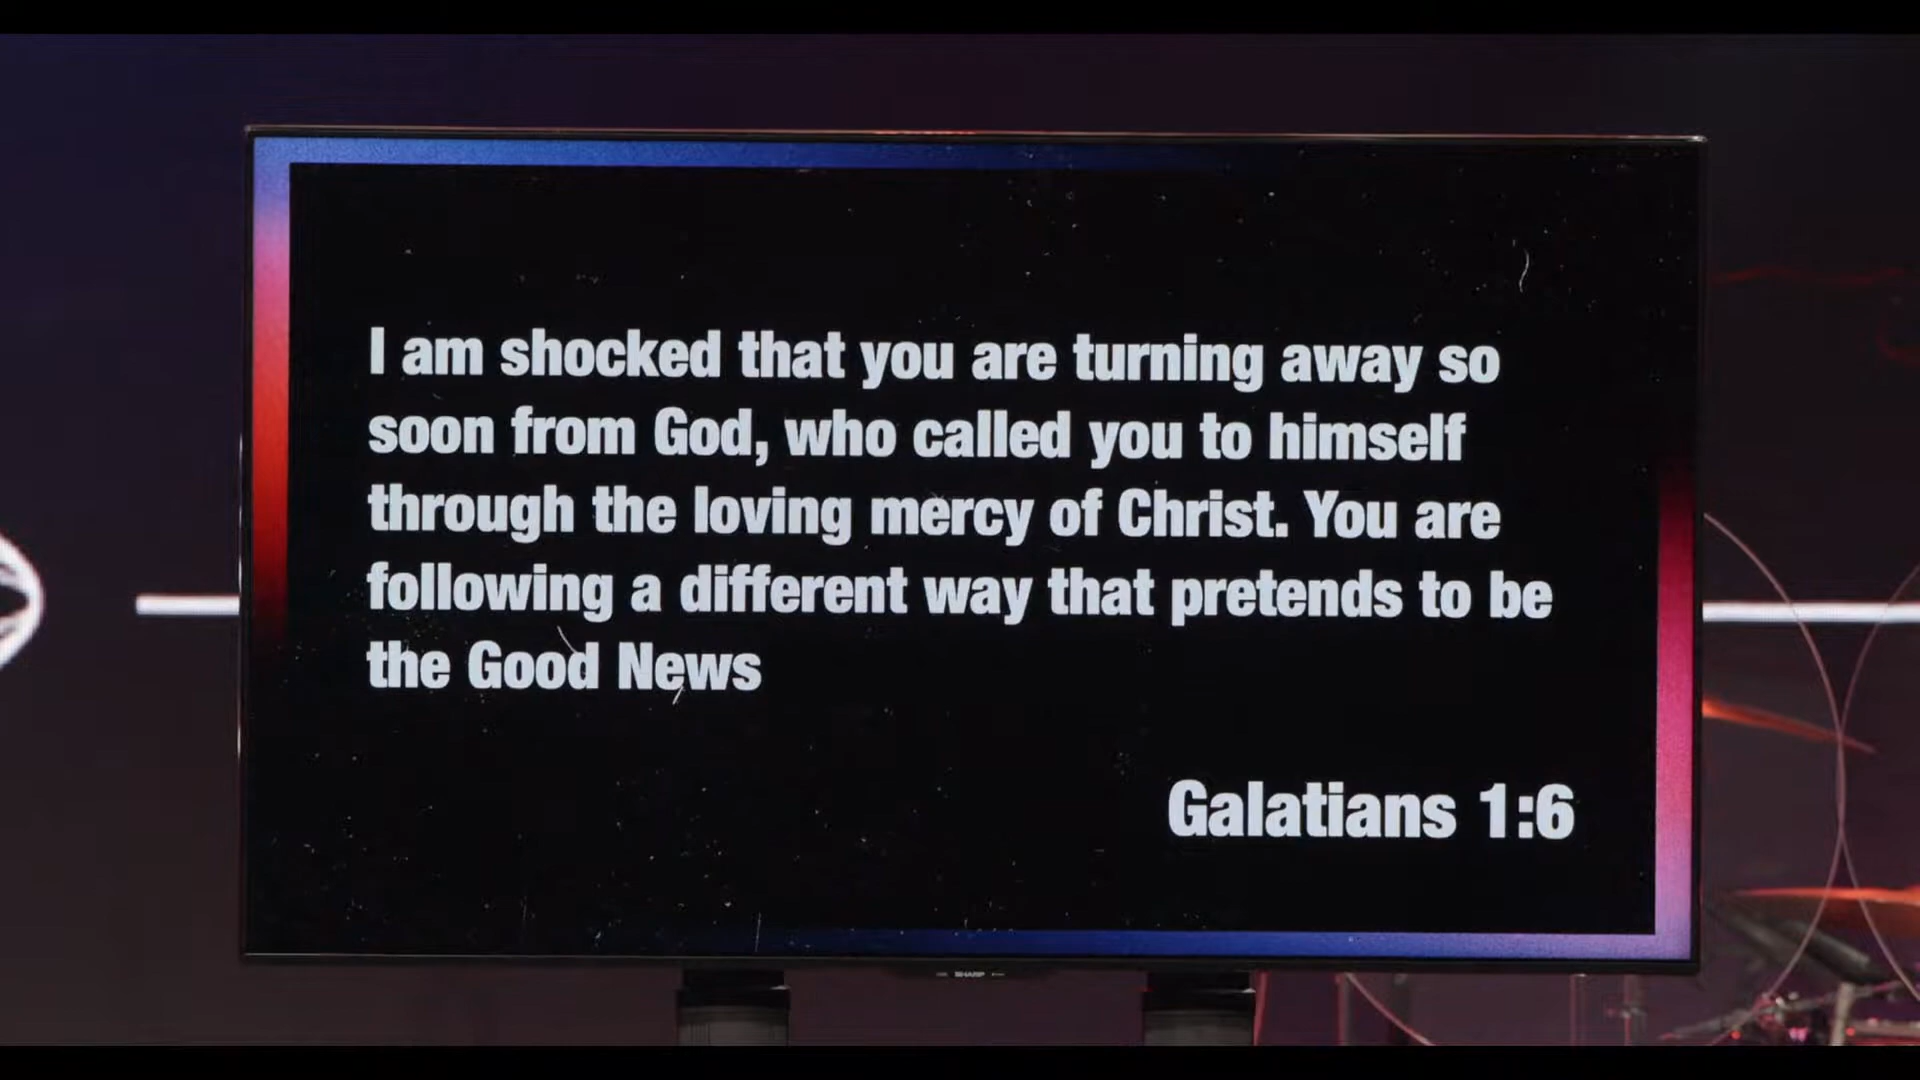 I am shocked that you are turning away so
soon from God, who called you to himself
through the loving mercy of Christ. You are
following a different way that pretends to be
the Good News
Galatians 1:6
SHARP